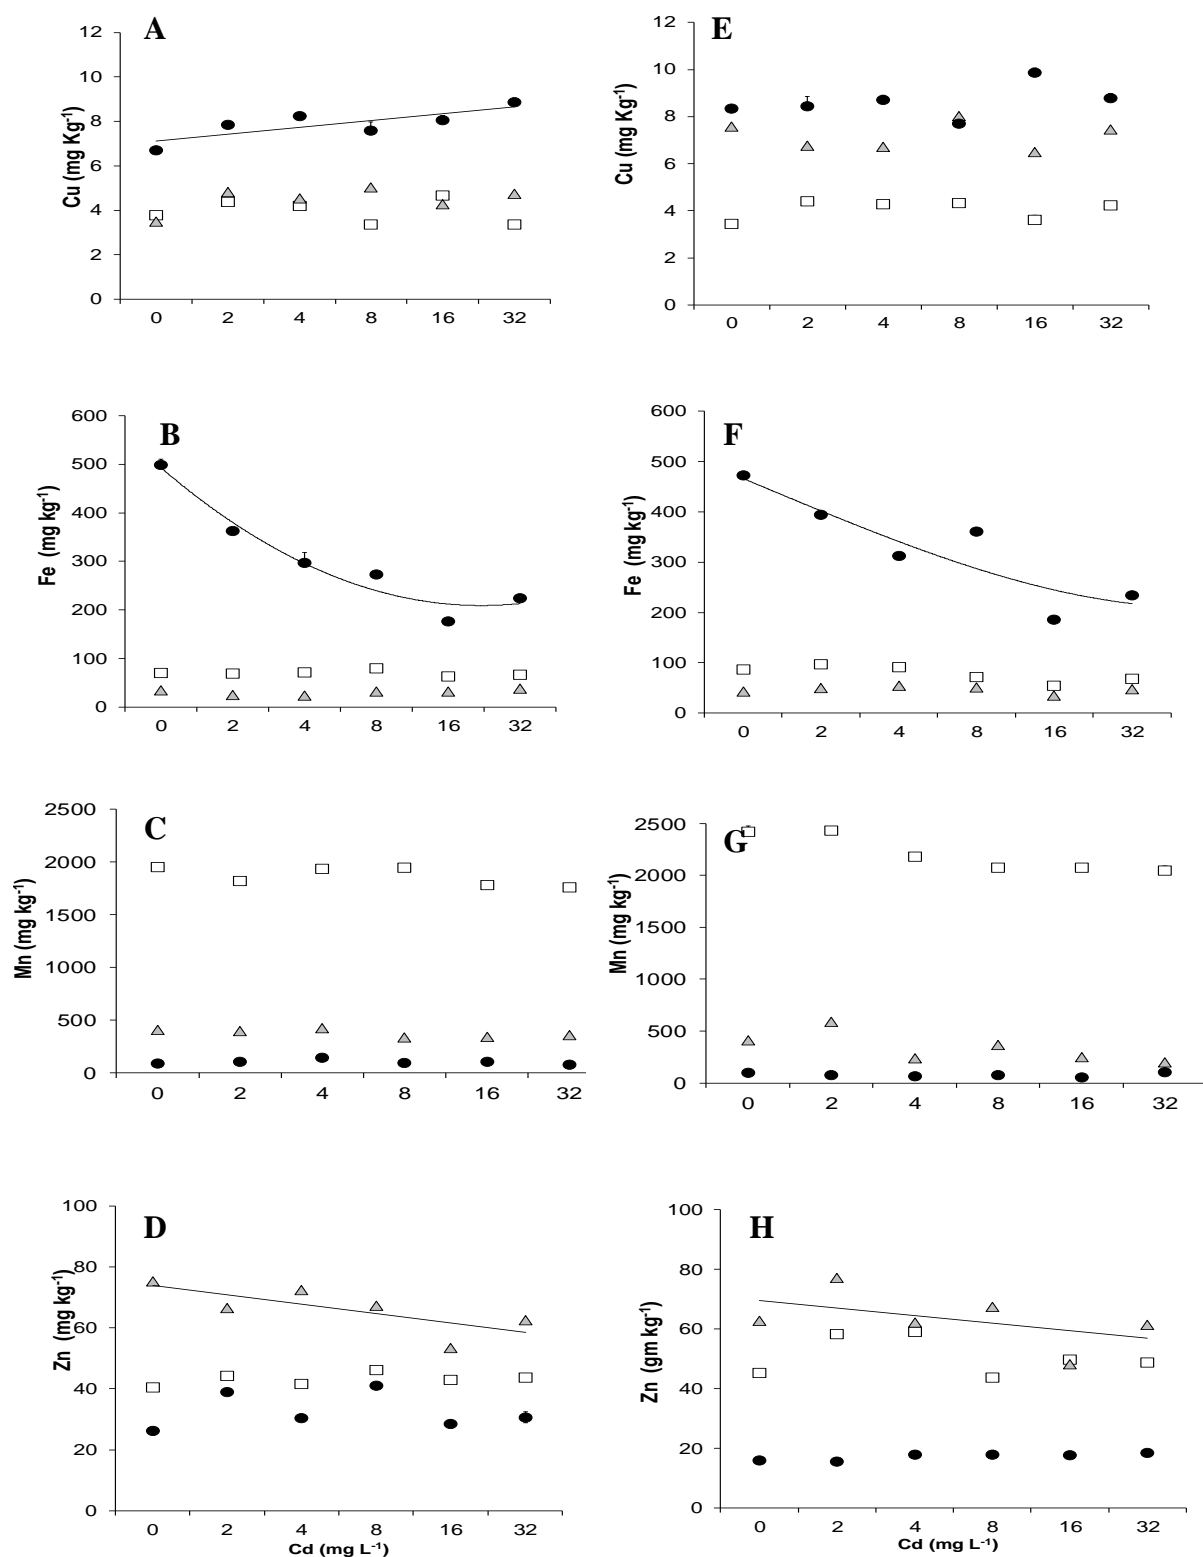 A
Cu (mg Kg-1)
12
10
8
6
4
2
0
0 2 4 8 16 32
E
Cu (mg Kg-1)
12
10
8
6
4
2
0
0 2 4 8 16 32
B
Fe (mg kg-1)
600
500
400
300
200
100
0
0 2 4 8 16 32
F
Fe (mg kg-1)
600
500
400
300
200
100
0
0 2 4 8 16 32
C
Mn (mg kg-1)
2500
2000
1500
1000
500
0
0 2 4 8 16 32
G
Mn (mg kg-1)
2500
2000
1500
1000
500
0
0 2 4 8 16 32
D
Zn (mg kg-1)
100
80
60
40
20
0
0 2 4 8 16 32
Cd (mg L-1)
H
Zn (gm kg-1)
100
80
60
40
20
0
0 2 4 8 16 32
Cd (mg L-1)